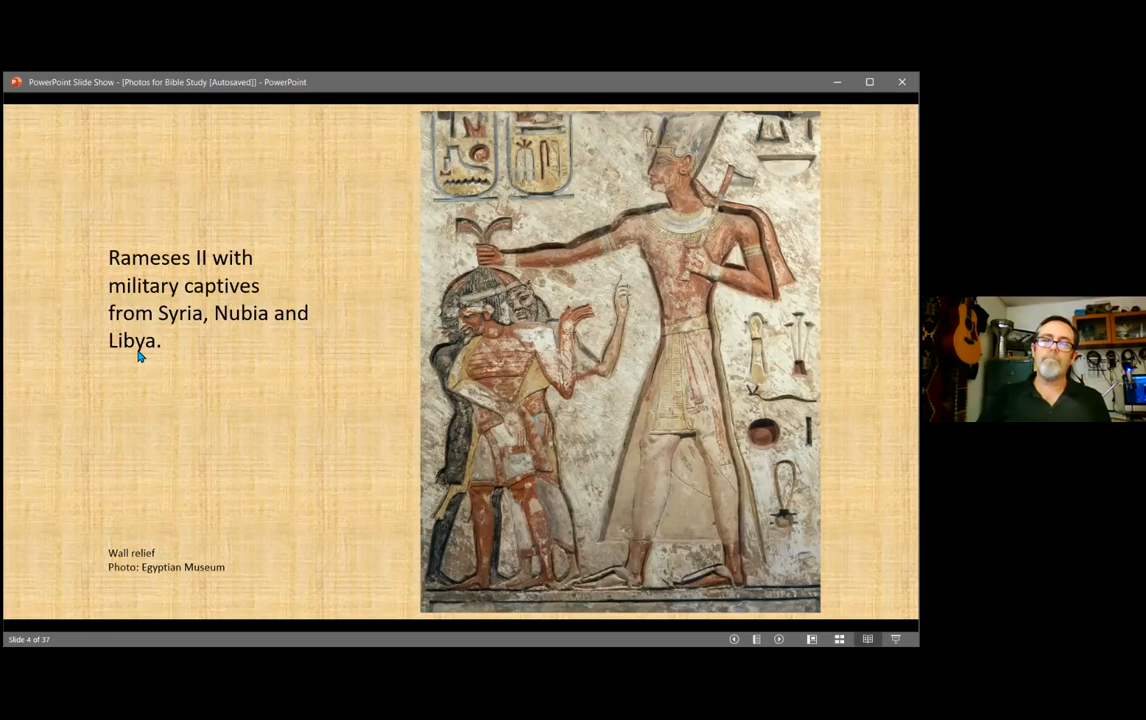 PowerPoint Slide Show - [Photos for Bible Study [Autosaved]] - PowerPoint
Rameses II with
military captives
from Syria, Nubia and
Libya.
Wall relief
Photo: Egyptian Museum
Slide 4 of 37